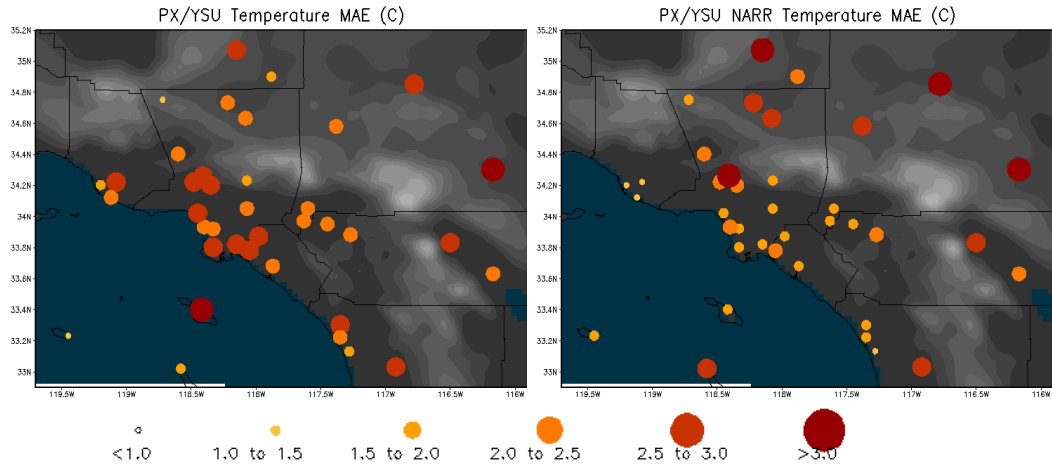 PX/YSU Temperature MAE (C)
PX/YSU NARR Temperature MAE (C)
35.2N
35N
34.8N
34.6N
34.4N
34.2N
34N
33.8N
33.6N
33.4N
33.2N
33N
119.5W 119W 118.5W 118W 117.5W 117W 116.5W 116W
35.2N
35N
34.8N
34.6N
34.4N
34.2N
34N
33.8N
33.6N
33.4N
33.2N
33N
119.5W 119W 118.5W 118W 117.5W 117W 116.5W 116W
<1.0 1.0 to 1.5 1.5 to 2.0 2.0 to 2.5 2.5 to 3.0 >3.0